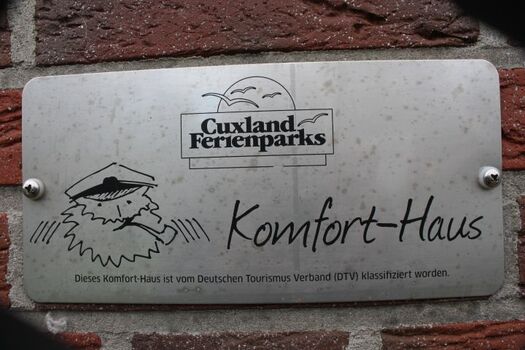 Cuxland
Ferienparks
Komfort-Haus
Dieses Komfort-Haus ist vom Deutschen Tourismus Verband (DTV) klassifiziert worden.